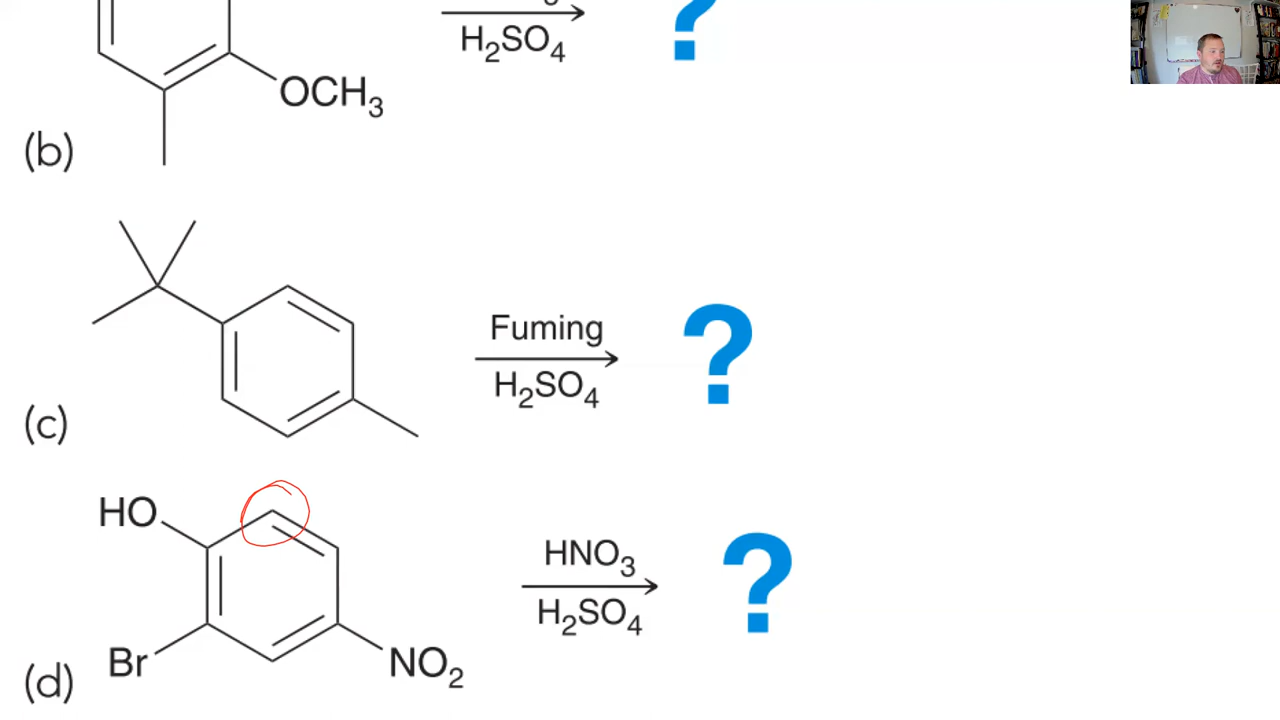 H₂SO₄
OCH₃
(b)
Fuming
H₂SO₄
?
(c)
HO
HNO₃
H₂SO₄
?
Br
NO₂
(d)